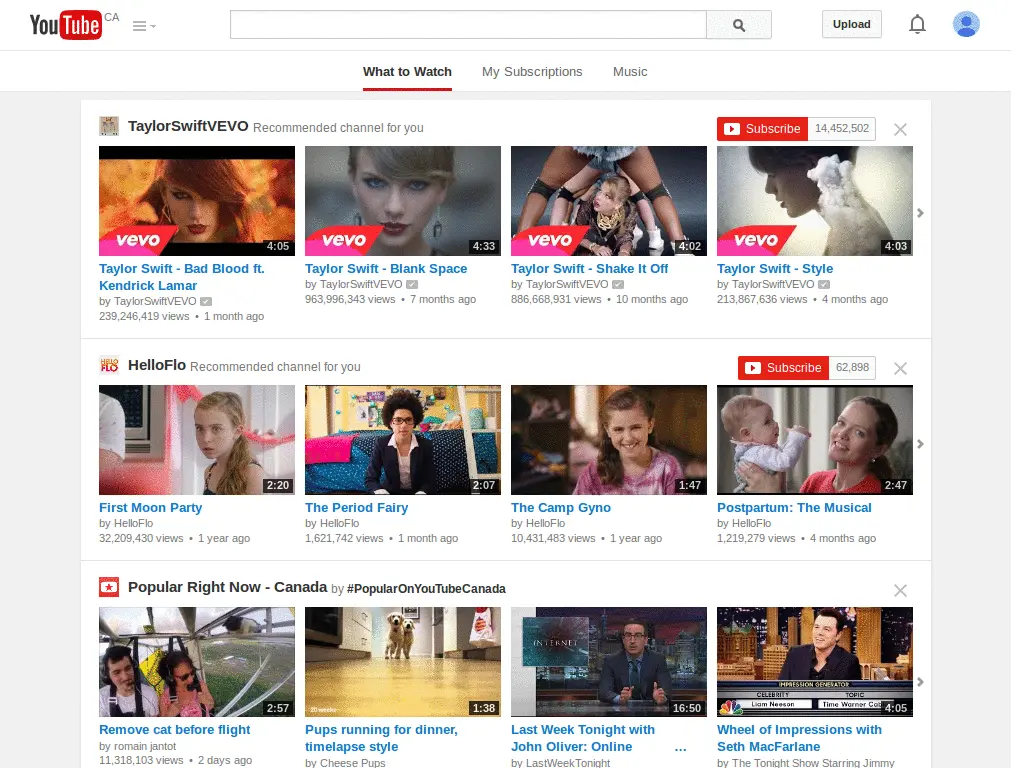 YouTube CA
Upload
What to Watch My Subscriptions Music
TaylorSwiftVEVO Recommended channel for you Subscribe 14,452,502
vevo 4:05 vevo 4:33 vevo 4:02 vevo 4:03
Taylor Swift - Bad Blood ft. Kendrick Lamar
by TaylorSwiftVEVO
239,246,419 views • 1 month ago
Taylor Swift - Blank Space
by TaylorSwiftVEVO
963,996,343 views • 7 months ago
Taylor Swift - Shake It Off
by TaylorSwiftVEVO
886,668,931 views • 10 months ago
Taylor Swift - Style
by TaylorSwiftVEVO
213,867,636 views • 4 months ago
HELLO FLO
HelloFlo Recommended channel for you Subscribe 62,898
2:20 2:07 1:47 2:47
First Moon Party
by HelloFlo
32,209,430 views • 1 year ago
The Period Fairy
by HelloFlo
1,621,742 views • 1 month ago
The Camp Gyno
by HelloFlo
10,431,483 views • 1 year ago
Postpartum: The Musical
by HelloFlo
1,219,279 views • 4 months ago
Popular Right Now - Canada by #PopularOnYouTubeCanada
2:57
20 weeks 1:38
INTERNET
16:50
IMPRESSION GENERATOR
CELEBRITY TOPIC
Liam Neeson Time Warner Cab
4:05
Remove cat before flight
by romain jantot
11,318,103 views • 2 days ago
Pups running for dinner,
timelapse style
by Cheese Pups
Last Week Tonight with
John Oliver: Online ...
by LastWeekTonight
Wheel of Impressions with
Seth MacFarlane
by The Tonight Show Starring Jimmy